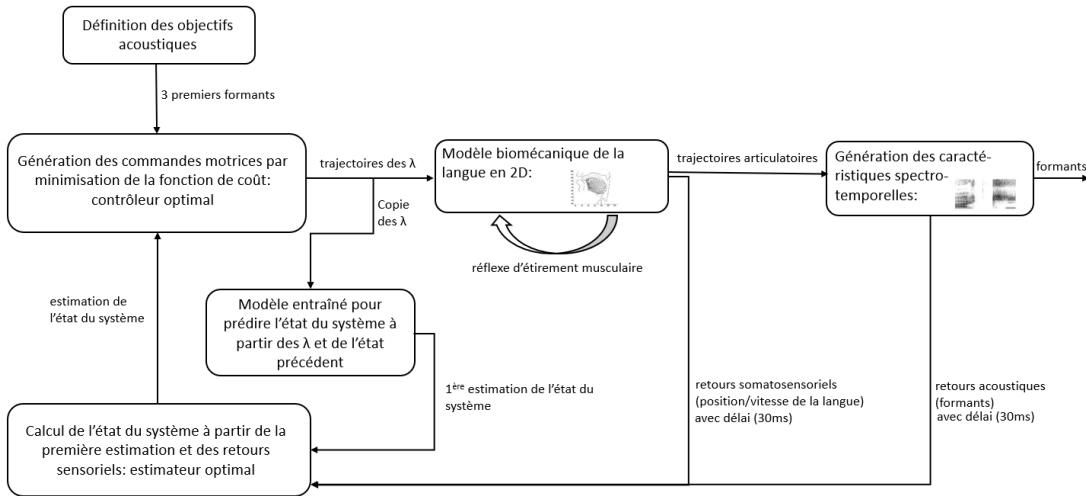 Définition des objectifs
acoustiques
3 premiers formants
Génération des commandes motrices par
minimisation de la fonction de coût:
contrôleur optimal
trajectoires des λ
Copie
des λ
Modèle biomécanique de la
langue en 2D:
réflexe d'étirement musculaire
trajectoires articulatoires
Génération des caracté-
ristiques spectro-
temporelles:
formants
estimation de
l'état du système
Modèle entraîné pour
prédire l'état du système à
partir des λ et de l'état
précédent
1ère estimation de l'état du
système
retours somatosensoriels
(position/vitesse de la langue)
avec délai (30ms)
retours acoustiques
(formants)
avec délai (30ms)
Calcul de l'état du système à partir de la
première estimation et des retours
sensoriels: estimateur optimal